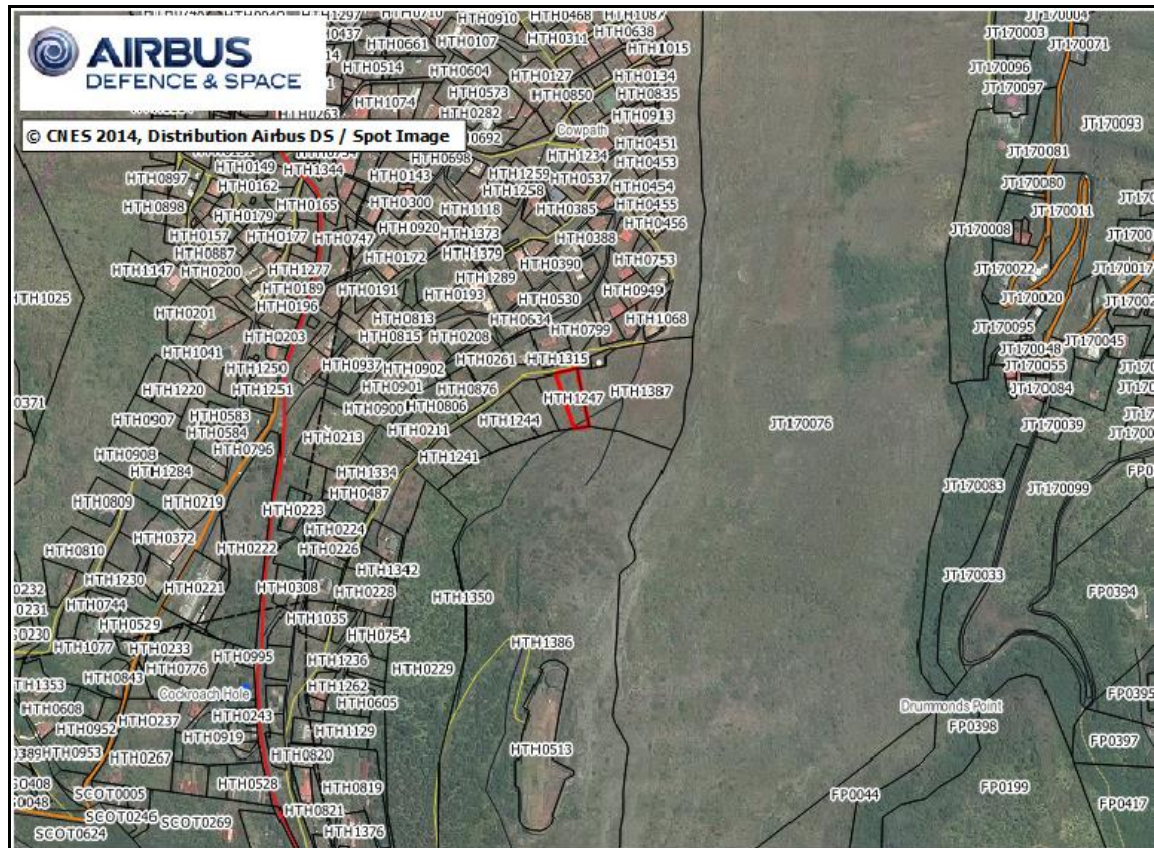 AIRBUS
DEFENCE & SPACE
© CNES 2014, Distribution Airbus DS / Spot Image
HTH1297
HTH0910
HTH0468
HTH1087
JT170003
JT170071
HTH0661
HTH0107
HTH0311
HTH0638
HTH1015
HTH0514
HTH0604
HTH0127
HTH0134
JT170096
JT170097
HTH1074
HTH0573
HTH0850
HTH0835
HTH0263
HTH0282
HTH0913
JT170093
Cowpath
HTH0451
HTH0698
HTH1234
HTH0453
JT170081
HTH0897
HTH0149
HTH1344
HTH0143
HTH1259
HTH0537
HTH0162
HTH1258
HTH0454
JT170080
HTH0898
HTH0165
HTH0300
HTH1118
HTH0385
HTH0455
JT170011
HTH0179
HTH0920
HTH1373
HTH0456
JT170008
HTH0157
HTH0177
HTH0747
HTH0388
HTH0887
HTH0172
HTH1379
HTH0753
HTH1147
HTH0200
HTH1277
HTH1289
HTH0390
JT170022
JT170017
HTH0189
HTH0191
HTH0193
HTH0949
HTH1025
HTH0196
HTH0530
JT170020
HTH0201
HTH0813
HTH0634
HTH1068
HTH0203
HTH0815
HTH0208
HTH0799
JT170095
JT170045
HTH1041
HTH0261
HTH1315
JT170048
HTH1250
HTH0937
HTH0902
JT170055
HTH1220
HTH1251
HTH0901
HTH0876
HTH1247
HTH1387
JT170084
HTH0907
HTH0583
HTH0900
HTH0806
HTH1244
JT170076
JT170039
HTH0584
HTH0213
HTH0211
HTH0908
HTH0796
HTH1241
HTH1284
HTH1334
JT170083
JT170099
HTH0809
HTH0219
HTH0487
HTH0223
HTH0372
HTH0224
HTH0810
HTH0222
HTH0226
HTH1342
JT170033
HTH1230
HTH0221
HTH0308
HTH0228
HTH1350
FP0394
HTH0744
HTH0529
HTH1035
HTH0754
HTH1386
HTH1077
HTH0233
HTH0995
HTH1236
HTH0229
HTH0776
HTH0843
HTH1353
Cockroach Hole
HTH1262
FP0395
HTH0608
HTH0605
Drummonds Point
HTH0237
HTH0243
FP0398
HTH0952
HTH0919
HTH1129
FP0397
HTH0953
HTH0267
HTH0820
HTH0513
HTH0528
HTH0819
FP0199
SCOT0005
FP0044
HTH0821
FP0417
SCOT0246
SCOT0269
HTH1376
SCOT0624